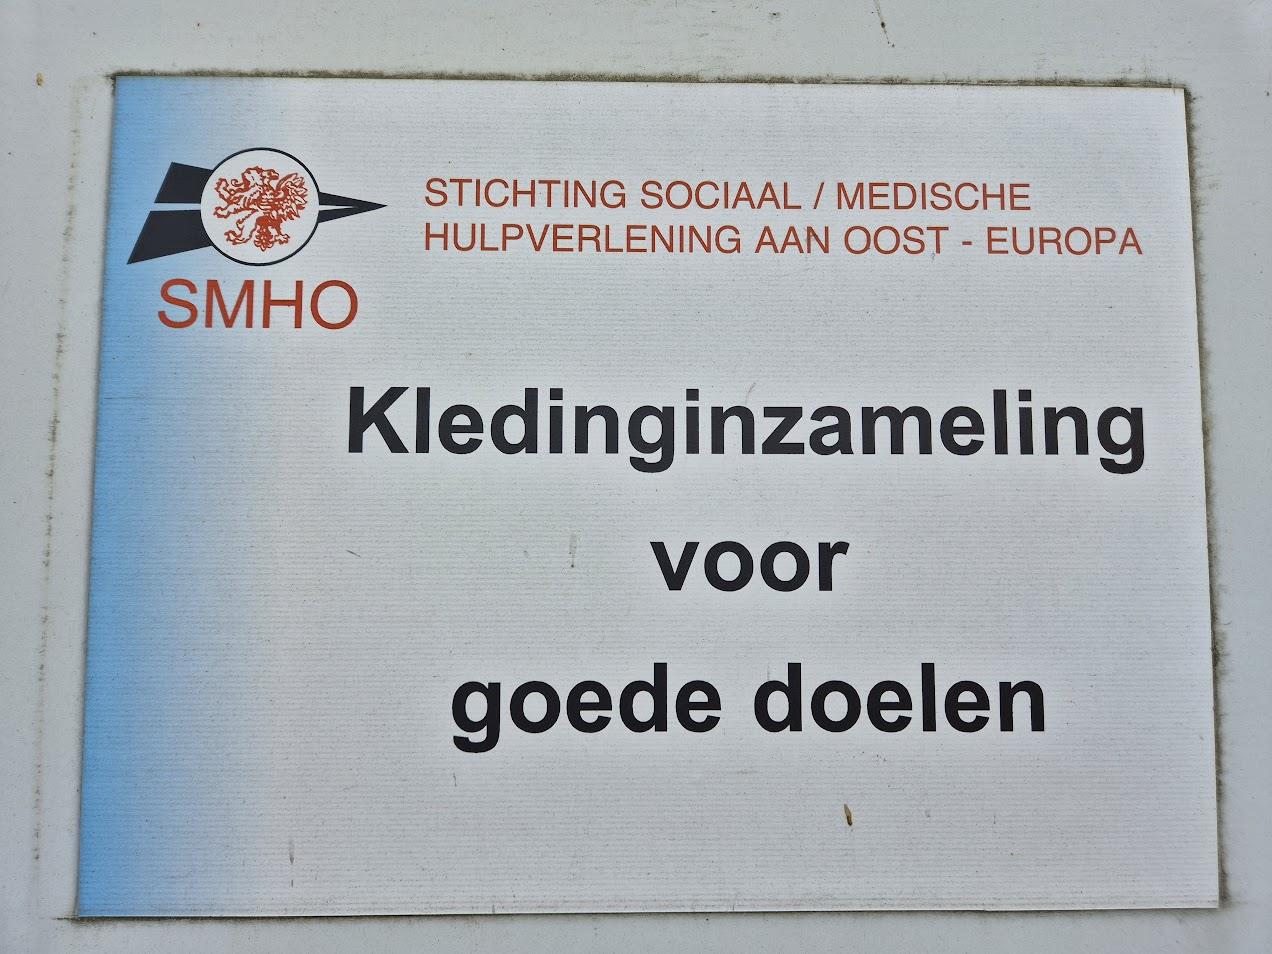 STICHTING SOCIAAL / MEDISCHE
HULPVERLENING AAN OOST - EUROPA
SMHO
Kledinginzameling
voor
goede doelen